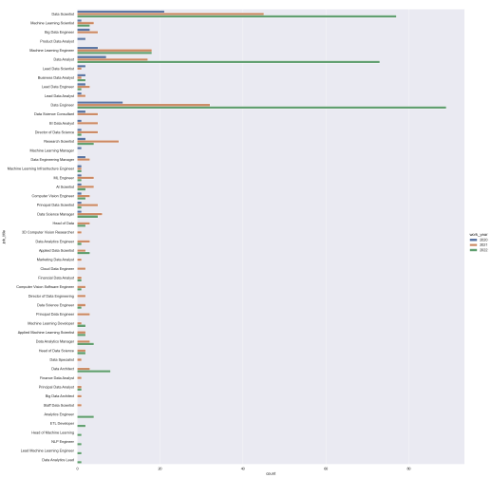 Data Scientist
Machine Learning Scientist
Big Data Engineer
Product Data Analyst
Machine Learning Engineer
Data Analyst
Lead Data Scientist
Business Data Analyst
Lead Data Engineer
Lead Data Analyst
Data Engineer
Data Science Consultant
BI Data Analyst
Director of Data Science
Research Scientist
Machine Learning Manager
Data Engineering Manager
Machine Learning Infrastructure Engineer
ML Engineer
AI Scientist
Computer Vision Engineer
Principal Data Scientist
Data Science Manager
Head of Data
3D Computer Vision Researcher
Data Analytics Engineer
Applied Data Scientist
Marketing Data Analyst
Cloud Data Engineer
Financial Data Analyst
Computer Vision Software Engineer
Director of Data Engineering
Data Science Engineer
Principal Data Engineer
Machine Learning Developer
Applied Machine Learning Scientist
Data Analytics Manager
Head of Data Science
Data Specialist
Data Architect
Finance Data Analyst
Principal Data Analyst
Big Data Architect
Staff Data Scientist
Analytics Engineer
ETL Developer
Head of Machine Learning
NLP Engineer
Lead Machine Learning Engineer
Data Analytics Lead
job_title
0 20 40 60 80
count
work_year
2020
2021
2022